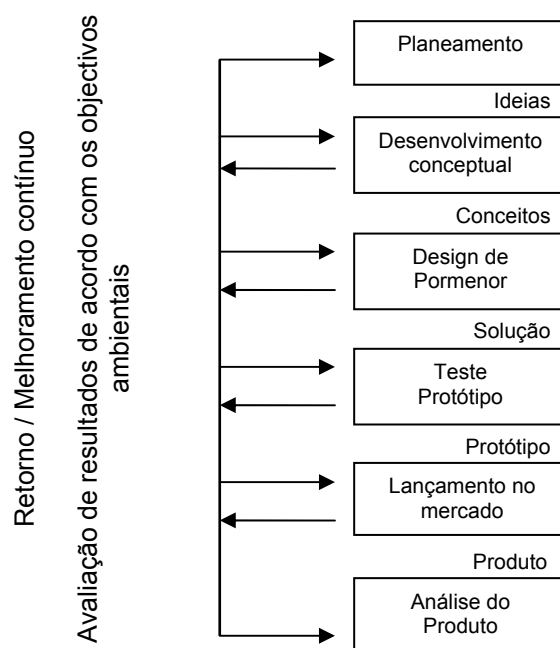 Retorno / Melhoramento contínuo
Avaliação de resultados de acordo com os objectivos
ambientais
Planeamento
Ideias
Desenvolvimento
conceptual
Conceitos
Design de
Pormenor
Solução
Teste
Protótipo
Protótipo
Lançamento no
mercado
Produto
Análise do
Produto